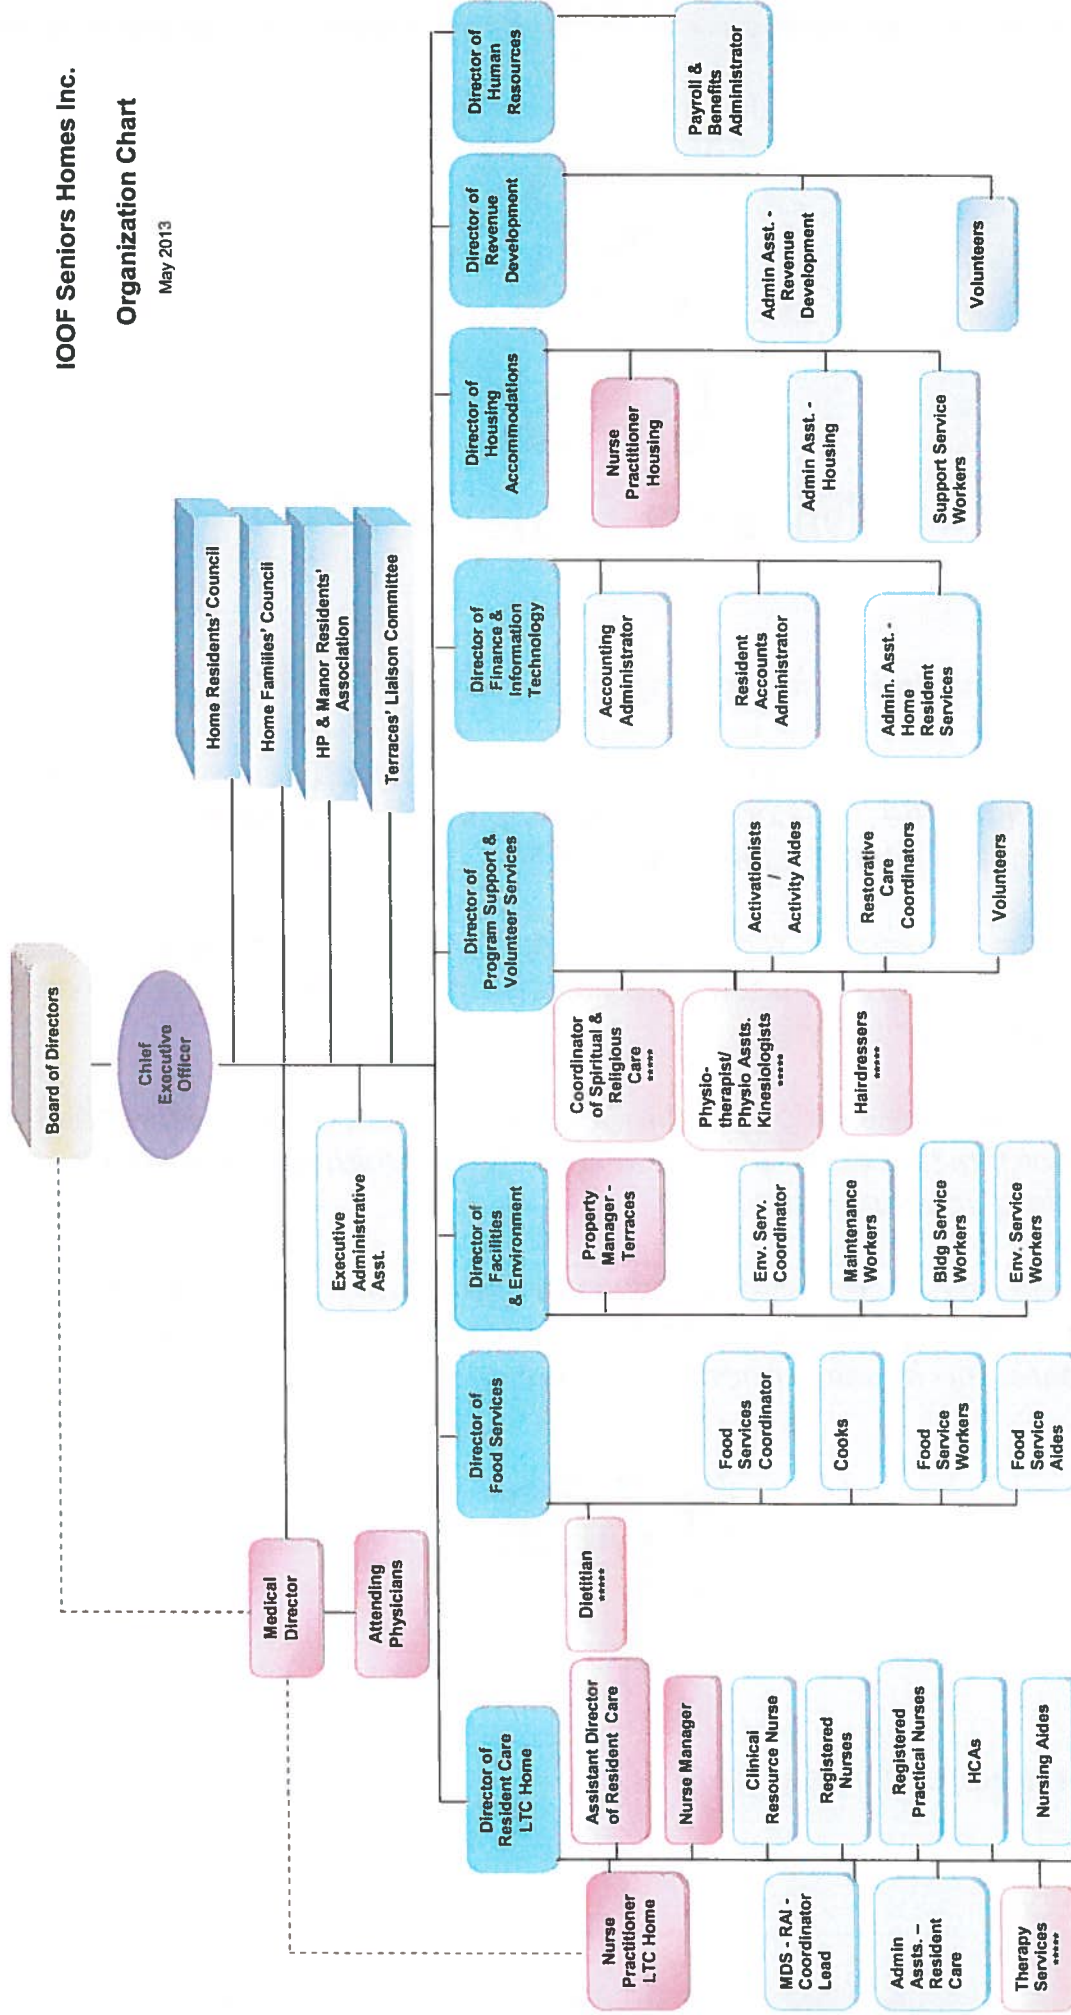 IOOF Seniors Homes Inc.
Organization Chart
May 2013
Board of Directors
Chief
Executive
Officer
Home Residents' Council
Home Families' Council
HP & Manor Residents'
Association
Terraces' Liaison Committee
Medical
Director
Attending
Physicians
Executive
Administrative
Asst.
Director of
Resident Care
LTC Home
Director of
Food Services
Director of
Facilities
& Environment
Director of
Program Support &
Volunteer Services
Director of
Finance &
Information
Technology
Director of
Housing
Accommodations
Director of
Revenue
Development
Director of
Human
Resources
Nurse
Practitioner
LTC Home
MDS - RAI -
Coordinator
Lead
Admin
Assts. –
Resident
Care
Therapy
Services
*****
Assistant Director
of Resident Care
Nurse Manager
Clinical
Resource Nurse
Registered
Nurses
Registered
Practical Nurses
HCAs
Nursing Aides
Dietitian
*****
Food
Services
Coordinator
Cooks
Food
Service
Workers
Food
Service
Aides
Property
Manager -
Terraces
Env. Serv.
Coordinator
Maintenance
Workers
Bldg Service
Workers
Env. Service
Workers
Coordinator
of Spiritual &
Religious
Care
*****
Physio-
therapist/
Physio Assts.
Kinesiologists
*****
Hairdressers
*****
Activationists
/
Activity Aides
Restorative
Care
Coordinators
Volunteers
Accounting
Administrator
Resident
Accounts
Administrator
Admin. Asst. -
Home
Resident
Services
Nurse
Practitioner
Housing
Admin Asst. -
Housing
Support Service
Workers
Admin Asst. -
Revenue
Development
Volunteers
Payroll &
Benefits
Administrator